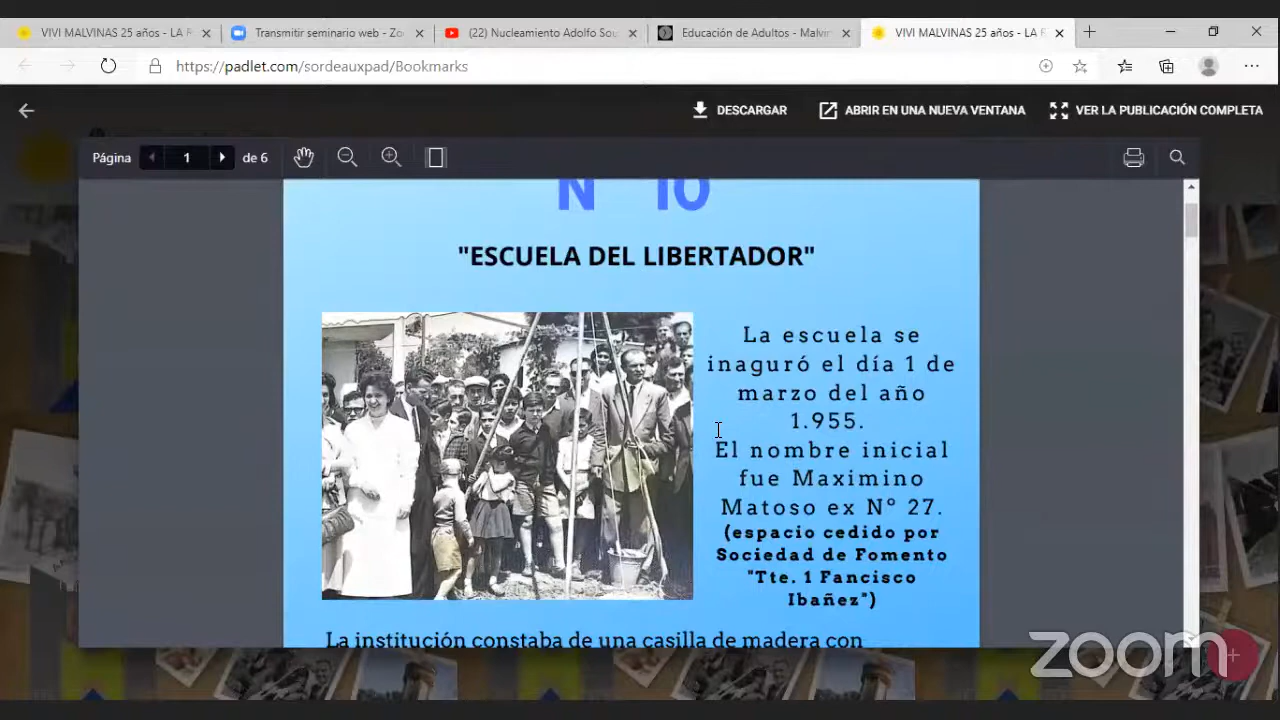 VIVI MALVINAS 25 años - LA R
Transmitir seminario web - Zo
(22) Nucleamiento Adolfo Sou
Educación de Adultos - Malvin
VIVI MALVINAS 25 años - LA R
https://padlet.com/sordeauxpad/Bookmarks
DESCARGAR
ABRIR EN UNA NUEVA VENTANA
VER LA PUBLICACIÓN COMPLETA
Página 1 de 6
N° 10
"ESCUELA DEL LIBERTADOR"
La escuela se
inaguró el día 1 de
marzo del año
1.955.
El nombre inicial
fue Maximino
Matoso ex Nº 27.
(espacio cedido por
Sociedad de Fomento
"Tte. 1 Fancisco
Ibañez")
La institución constaba de una casilla de madera con
zoom